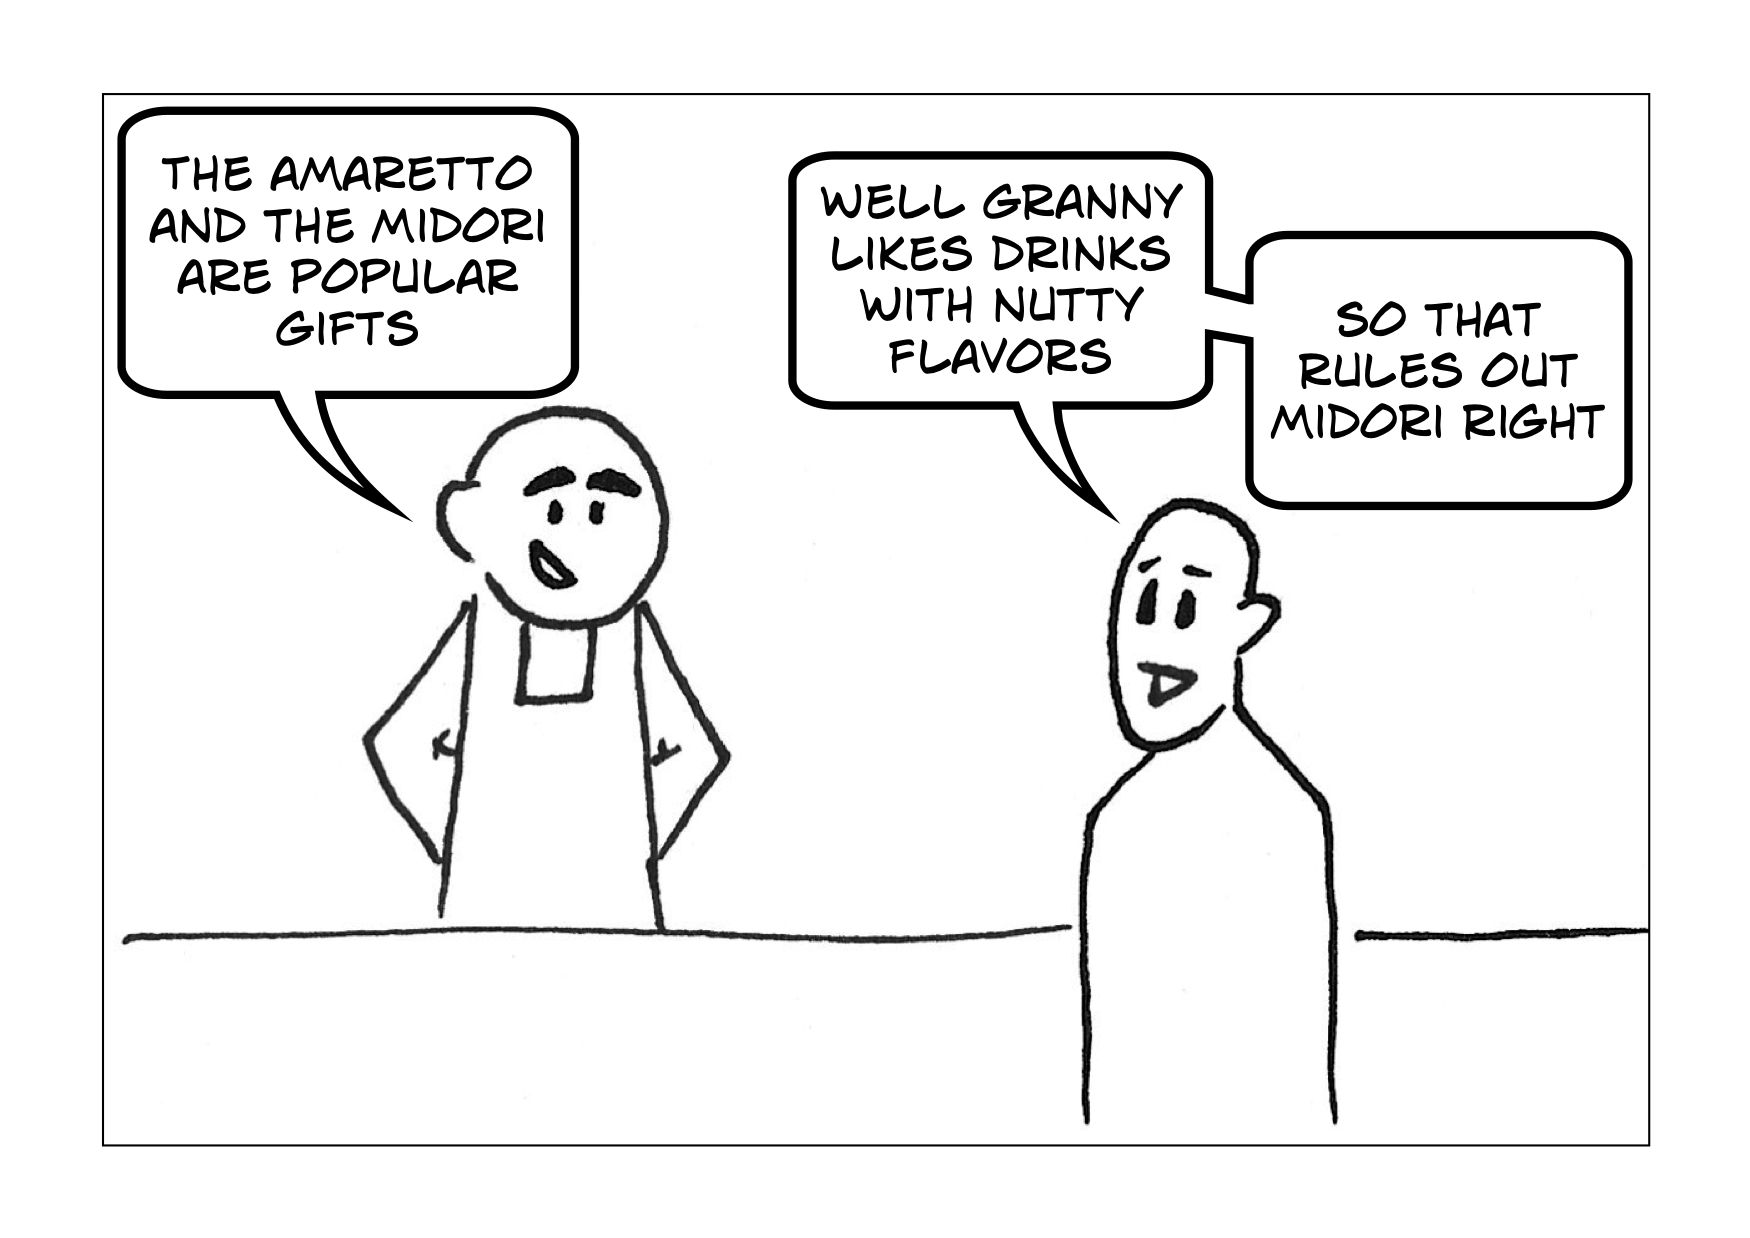 THE AMARETTO
AND THE MIDORI
ARE POPULAR
GIFTS
WELL GRANNY
LIKES DRINKS
WITH NUTTY
FLAVORS
SO THAT
RULES OUT
MIDORI RIGHT